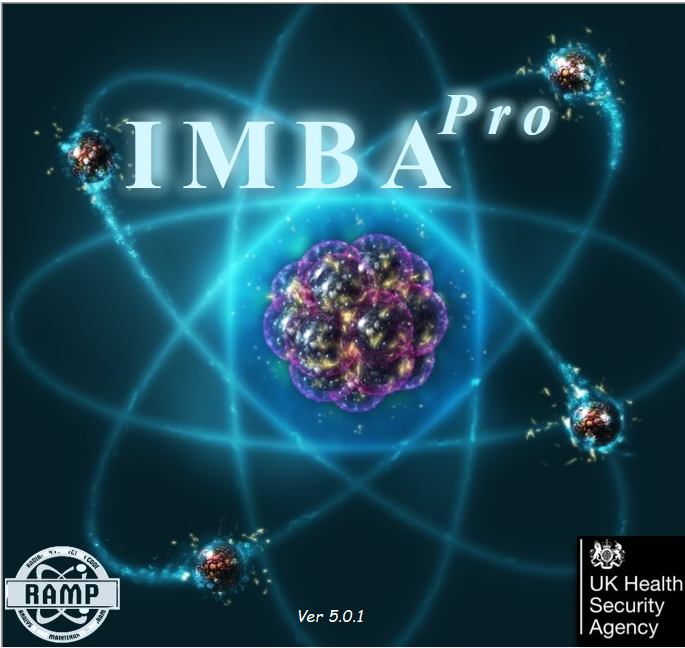 IMBA Pro
RAMP
Ver 5.0.1
UK Health
Security
Agency